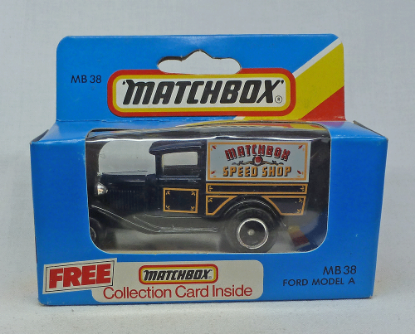 MB 38
MATCHBOX
MATCHBOX
SPEED SHOP
FREE
MATCHBOX
Collection Card Inside
MB 38
FORD MODEL A